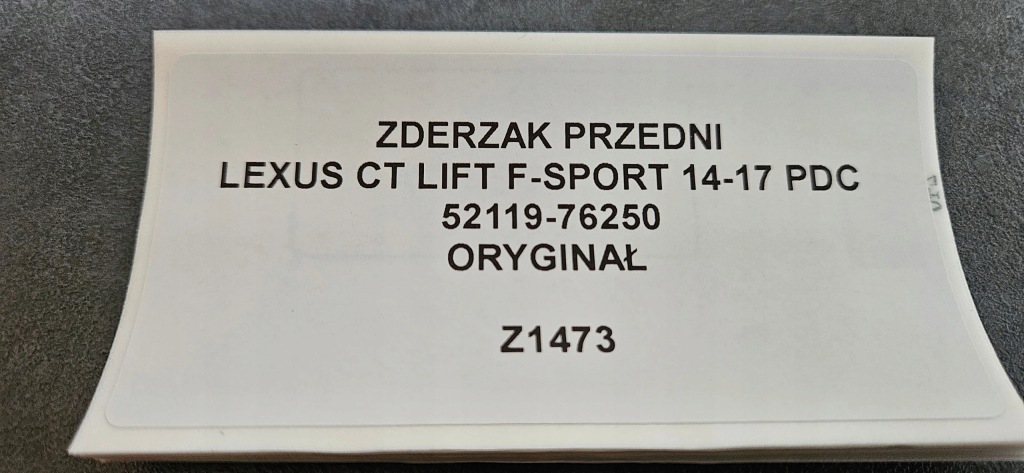 ZDERZAK PRZEDNI
LEXUS CT LIFT F-SPORT 14-17 PDC
52119-76250
ORYGINAŁ
Z1473